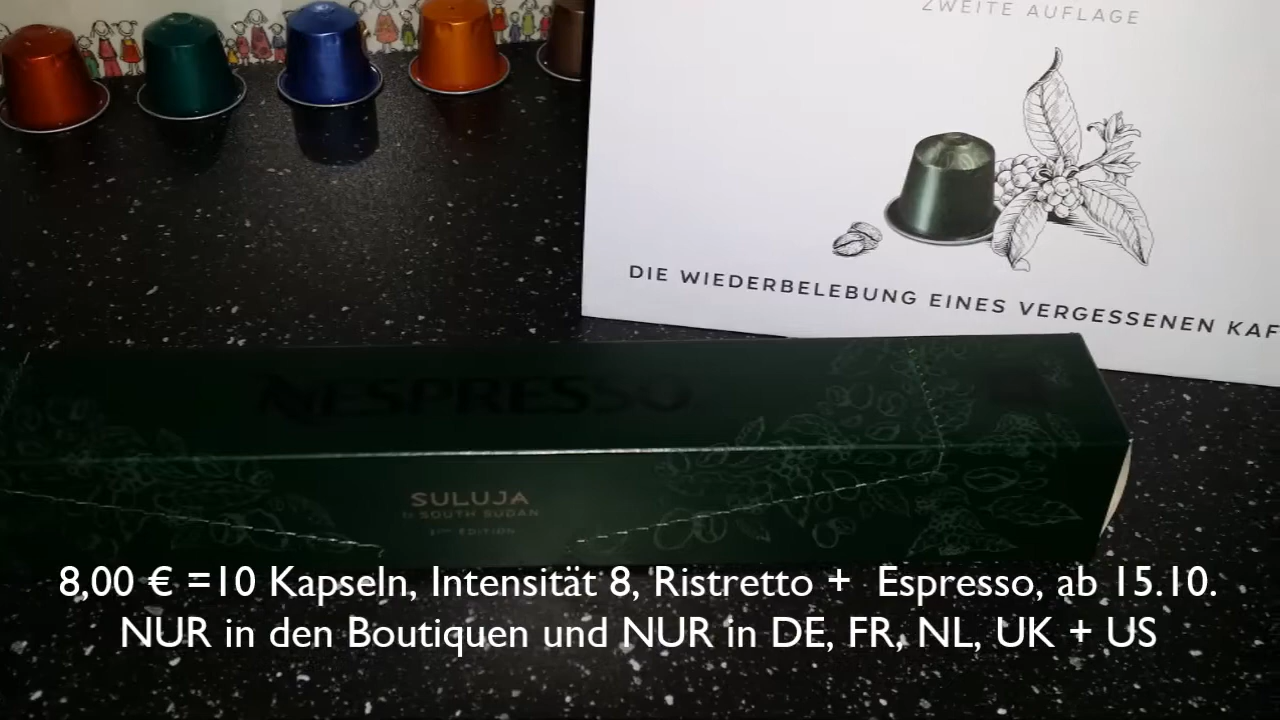 ZWEITE AUFLAGE
DIE WIEDERBELEBUNG EINES VERGESSENEN KAF
NESPRESSO
SULUJA
SOUTH SUDAN
EDITION
8,00 € =10 Kapseln, Intensität 8, Ristretto + Espresso, ab 15.10.
NUR in den Boutiquen und NUR in DE, FR, NL, UK + US